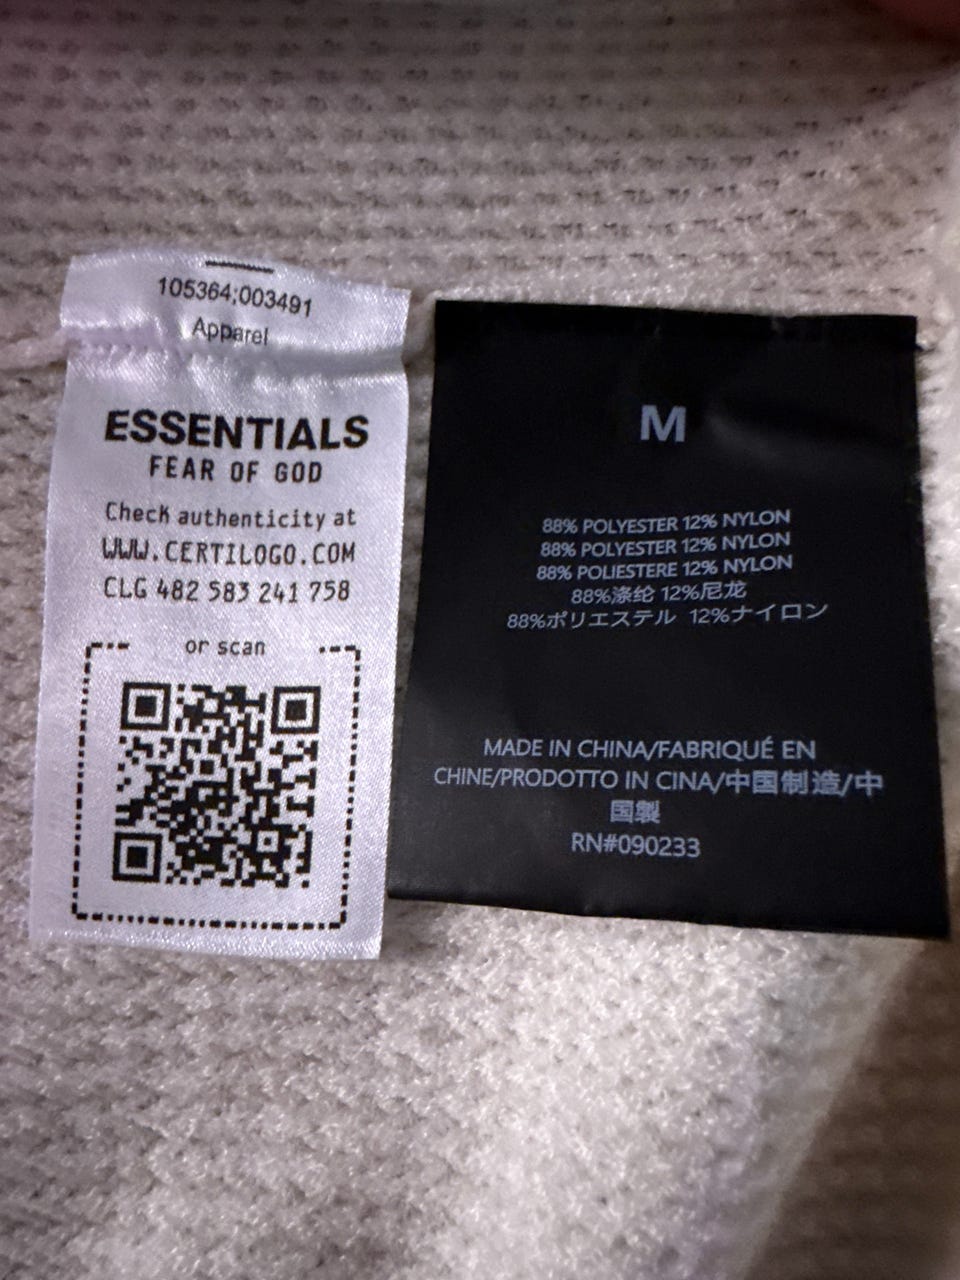 105364;003491
Apparel
ESSENTIALS
FEAR OF GOD
Check authenticity at
WWW.CERTILOGO.COM
CLG 482 583 241 758
or scan
M
88% POLYESTER 12% NYLON
88% POLYESTER 12% NYLON
88% POLIESTERE 12% NYLON
88%涤纶 12%尼龙
88%ポリエステル 12%ナイロン
MADE IN CHINA/FABRIQUÉ EN
CHINE/PRODOTTO IN CINA/中国制造/中
国製
RN#090233